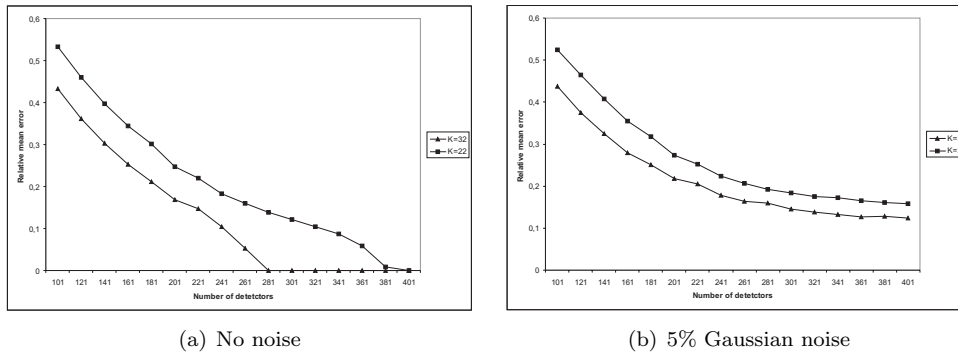 0,6
0,5
0,4
0,3
0,2
0,1
0
Relative mean error
101 121 141 161 181 201 221 241 261 281 301 321 341 361 381 401
Number of detetctors
K=32
K=22
(a) No noise
0,6
0,5
0,4
0,3
0,2
0,1
0
Relative mean error
101 121 141 161 181 201 221 241 261 281 301 321 341 361 381 401
Number of detetctors
K=
K=
(b) 5% Gaussian noise